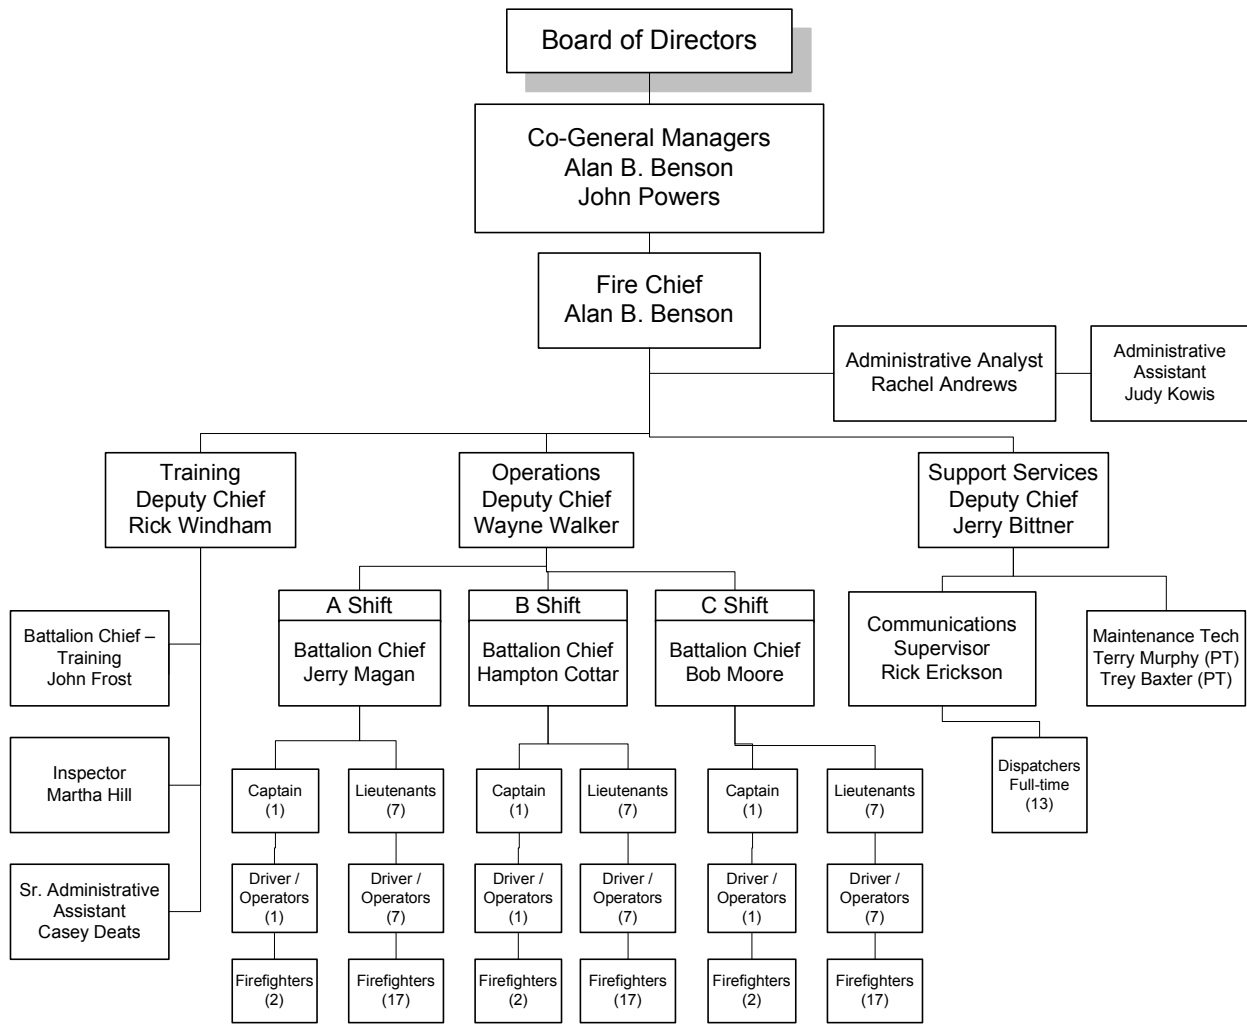 Board of Directors
Co-General Managers
Alan B. Benson
John Powers
Fire Chief
Alan B. Benson
Administrative Analyst
Rachel Andrews
Administrative
Assistant
Judy Kowis
Training
Deputy Chief
Rick Windham
Operations
Deputy Chief
Wayne Walker
Support Services
Deputy Chief
Jerry Bittner
Battalion Chief –
Training
John Frost
Inspector
Martha Hill
Sr. Administrative
Assistant
Casey Deats
A Shift
Battalion Chief
Jerry Magan
B Shift
Battalion Chief
Hampton Cottar
C Shift
Battalion Chief
Bob Moore
Communications
Supervisor
Rick Erickson
Maintenance Tech
Terry Murphy (PT)
Trey Baxter (PT)
Captain
(1)
Lieutenants
(7)
Captain
(1)
Lieutenants
(7)
Captain
(1)
Lieutenants
(7)
Dispatchers
Full-time
(13)
Driver /
Operators
(1)
Driver /
Operators
(7)
Driver /
Operators
(1)
Driver /
Operators
(7)
Driver /
Operators
(1)
Driver /
Operators
(7)
Firefighters
(2)
Firefighters
(17)
Firefighters
(2)
Firefighters
(17)
Firefighters
(2)
Firefighters
(17)